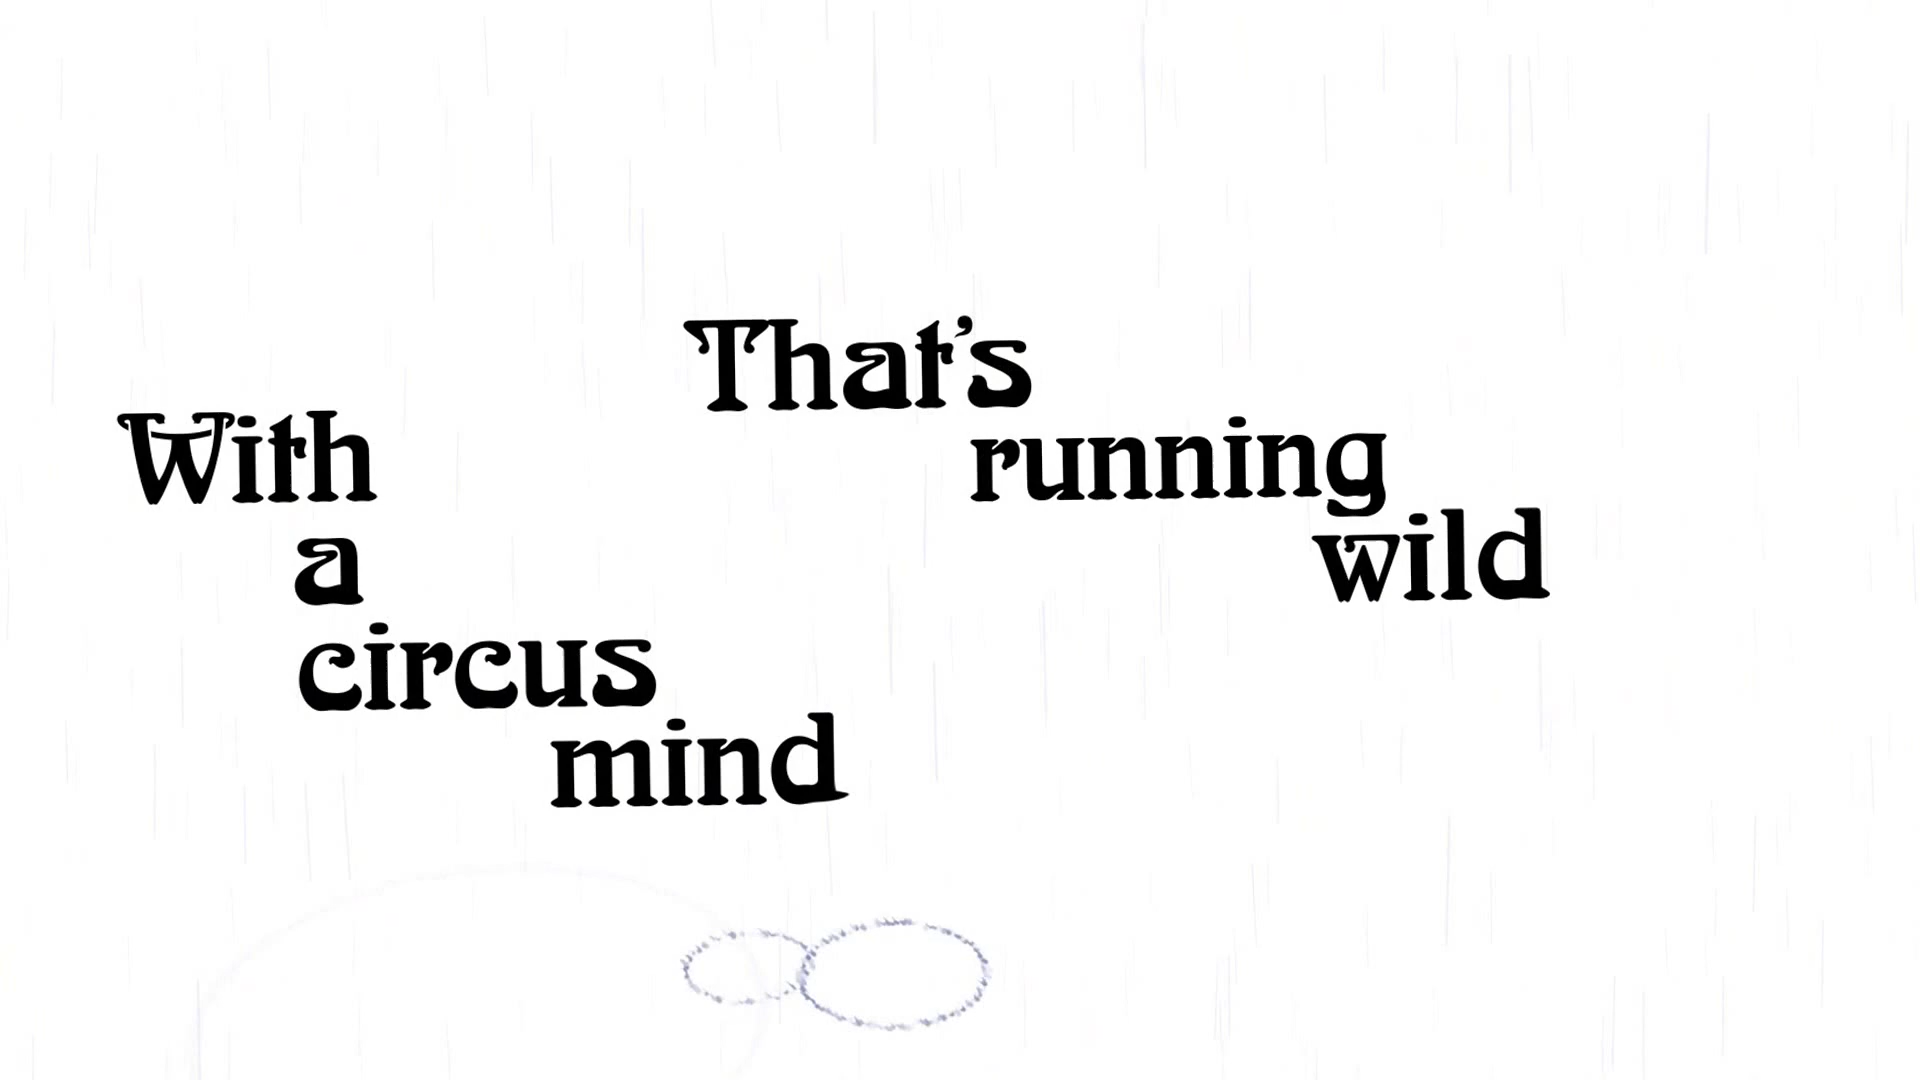 With
a
circus
mind
That's
running
wild